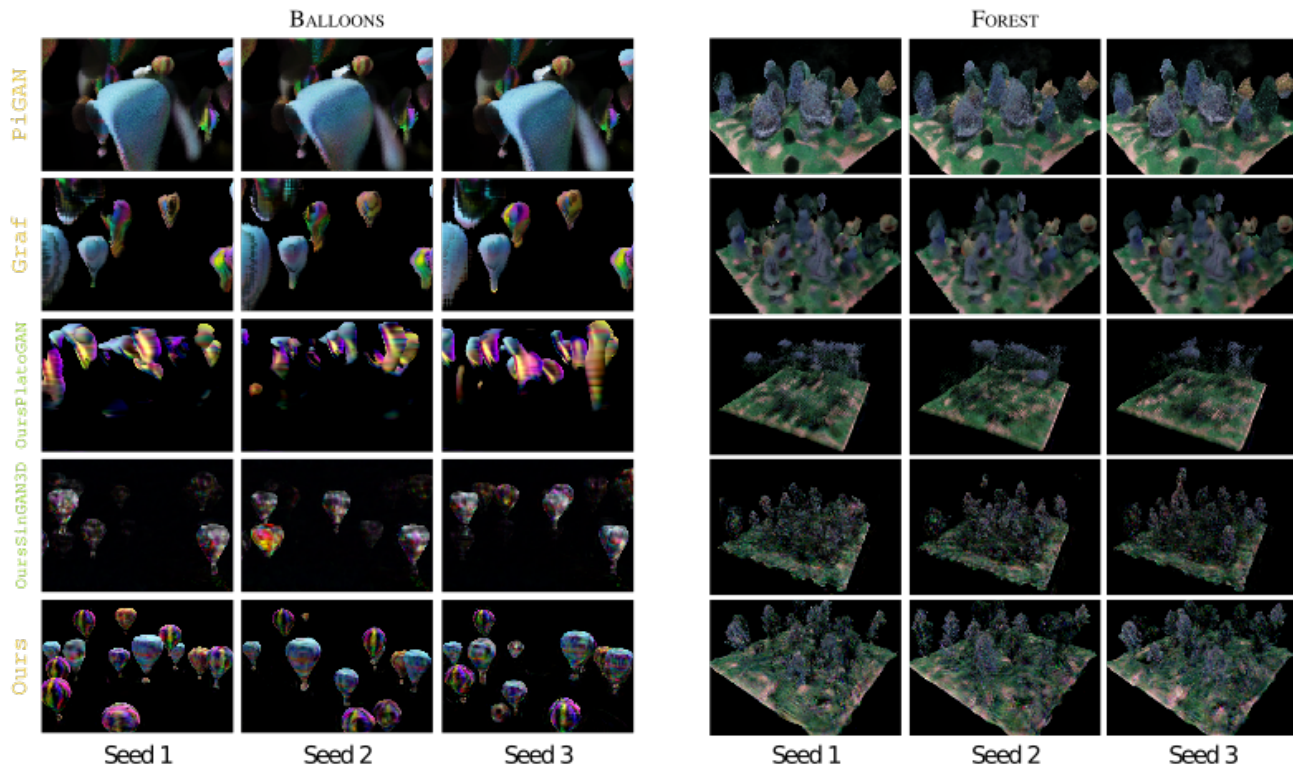 BALLOONS
FOREST
PiGAN
Graf
OursPlatoGAN
OursSinGAN3D
Ours
Seed 1
Seed 2
Seed 3
Seed 1
Seed 2
Seed 3